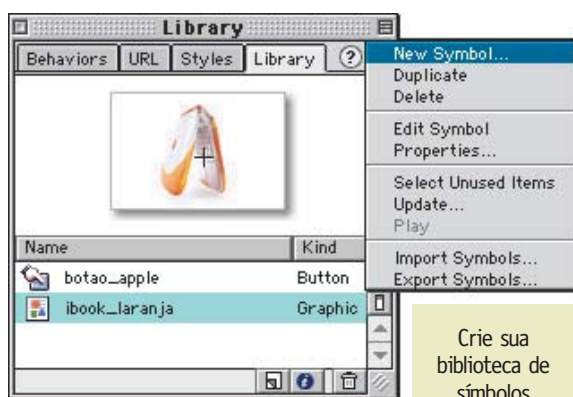 Library
Behaviors URL Styles Library ?
New Symbol...
Duplicate
Delete
Edit Symbol
Properties...
Select Unused Items
Update...
Play
Import Symbols...
Export Symbols...
Name Kind
botao_apple Button
ibook_laranja Graphic
Crie sua
biblioteca de
símbolos